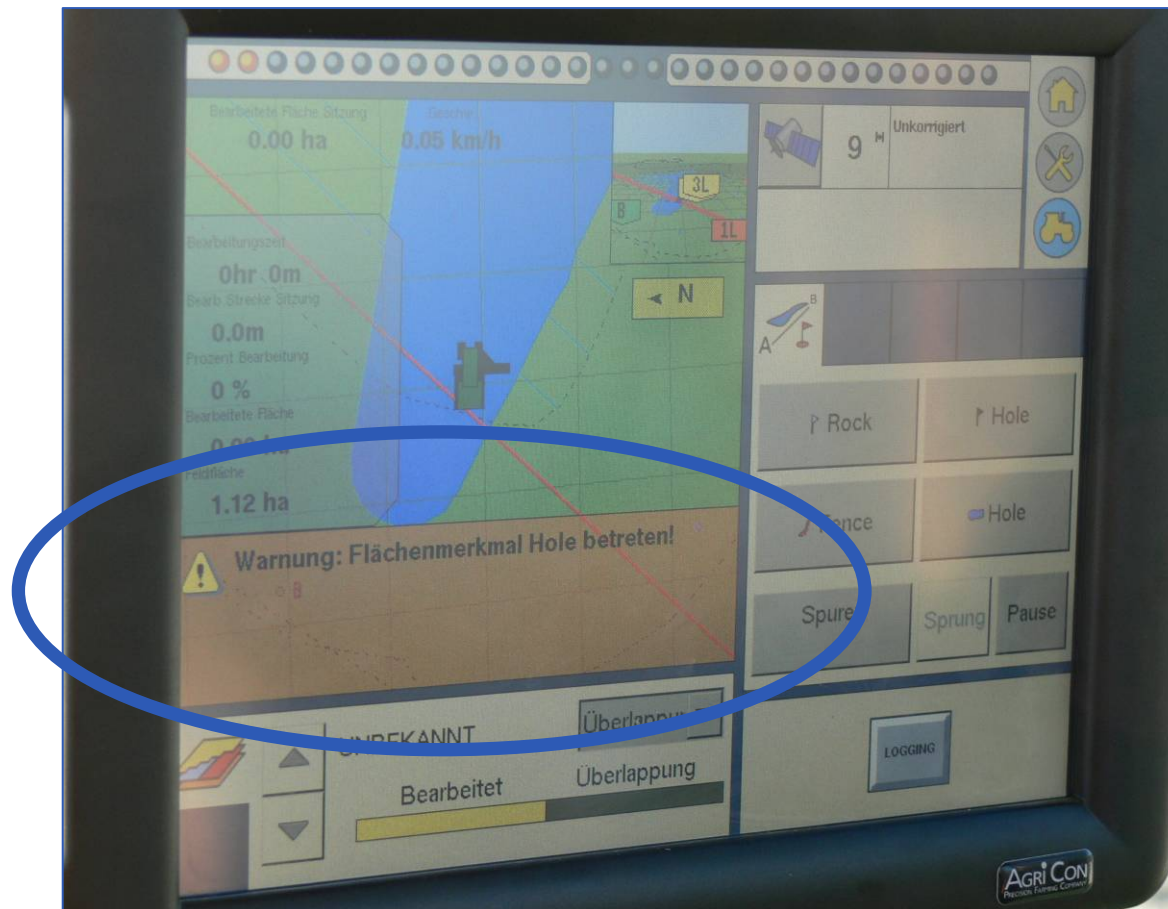 Bearbeitete Fläche Sitzung
0.00 ha
0.05 km/h
Bearbeitungszeit
0hr 0m
Bearb Strecke Sitzung
0.0m
Prozent Bearbeitung
0 %
Bearbeitete Fläche
Feldfläche
1.12 ha
3L
B
1L
N
Warnung: Flächenmerkmal Hole betreten!
B
UNBEKANNT
Bearbeitet
Überlappung
9
Unkorrigiert
A B
Rock
Hole
Fence
Hole
Sprung
Pause
LOGGING
AGRI CON
PRECISION FARMING COMPANY